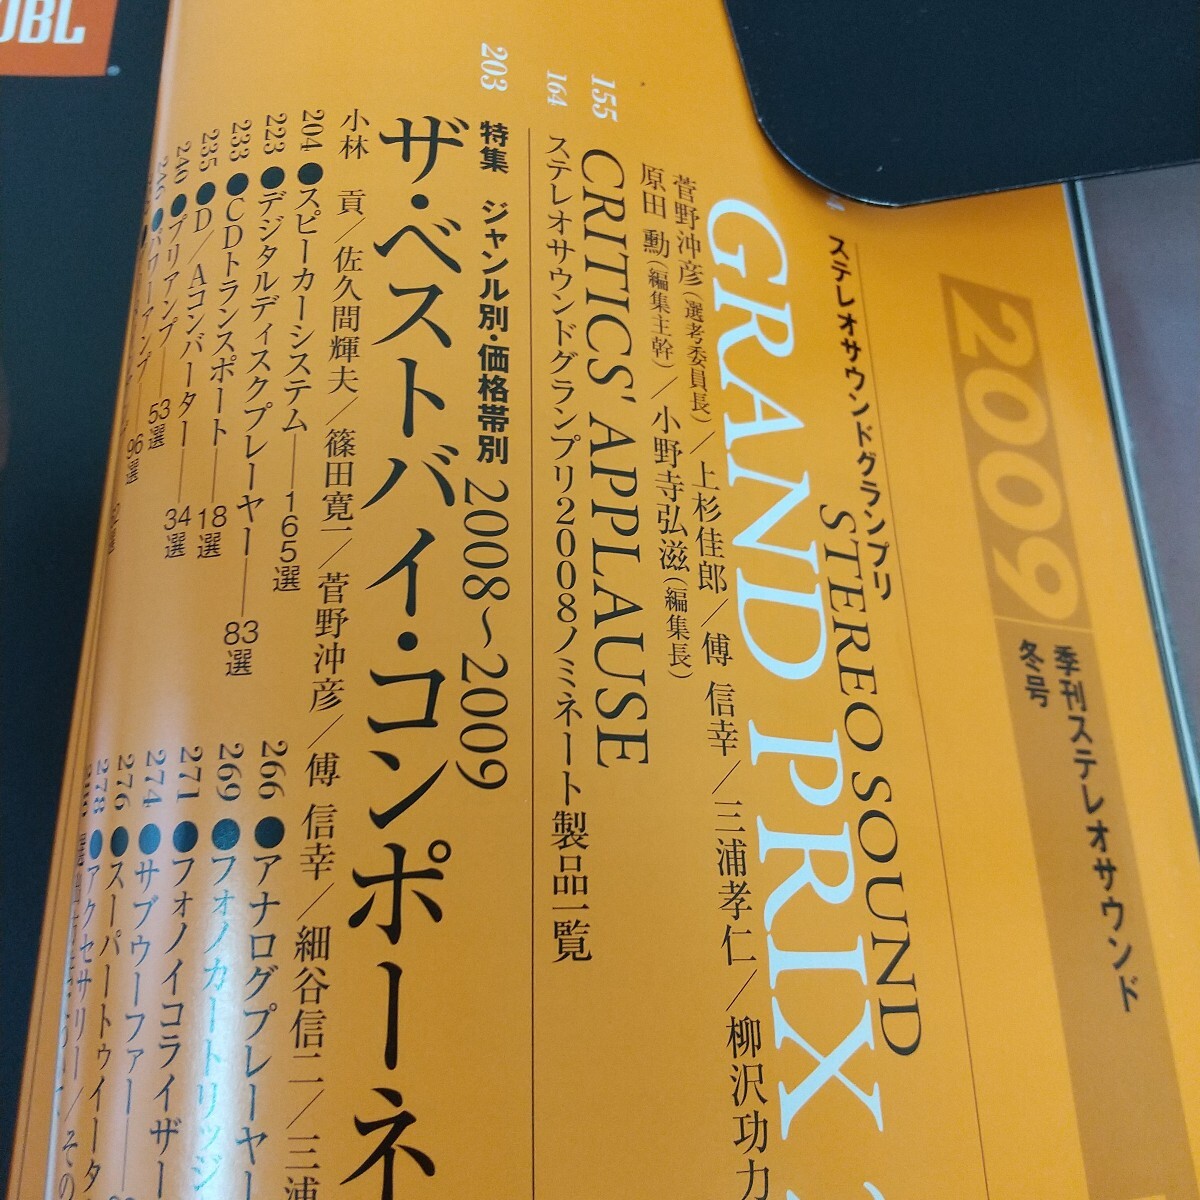 JBL
2009
季刊ステレオサウンド
冬号
ステレオサウンドグランプリ
STEREO SOUND
GRAND PRIX
菅野沖彦(選考委員長)／上杉佳郎／傅 信幸／三浦孝仁／柳沢功力
原田 勲(編集主幹)／小野寺弘滋(編集長)
155 CRITICS' APPLAUSE
164 ステレオサウンドグランプリ2008ノミネート製品一覧
203 特集 ジャンル別・価格帯別 2008〜2009
ザ・ベストバイ・コンポーネ
小林 貢／佐久間輝夫／篠田寛一／菅野沖彦／傅 信幸／細谷信二／三浦
204●スピーカーシステム――165選
223●デジタルディスクプレーヤー――83選
233●CDトランスポート――18選
235●D／Aコンバーター――34選
240●プリアンプ――53選
246●パワーアンプ――96選
266●アナログプレーヤー
269●フォノカートリッジ
271●フォノイコライザー
274●サブウーファー
276●スーパートゥイーター
278●アクセサリー／その